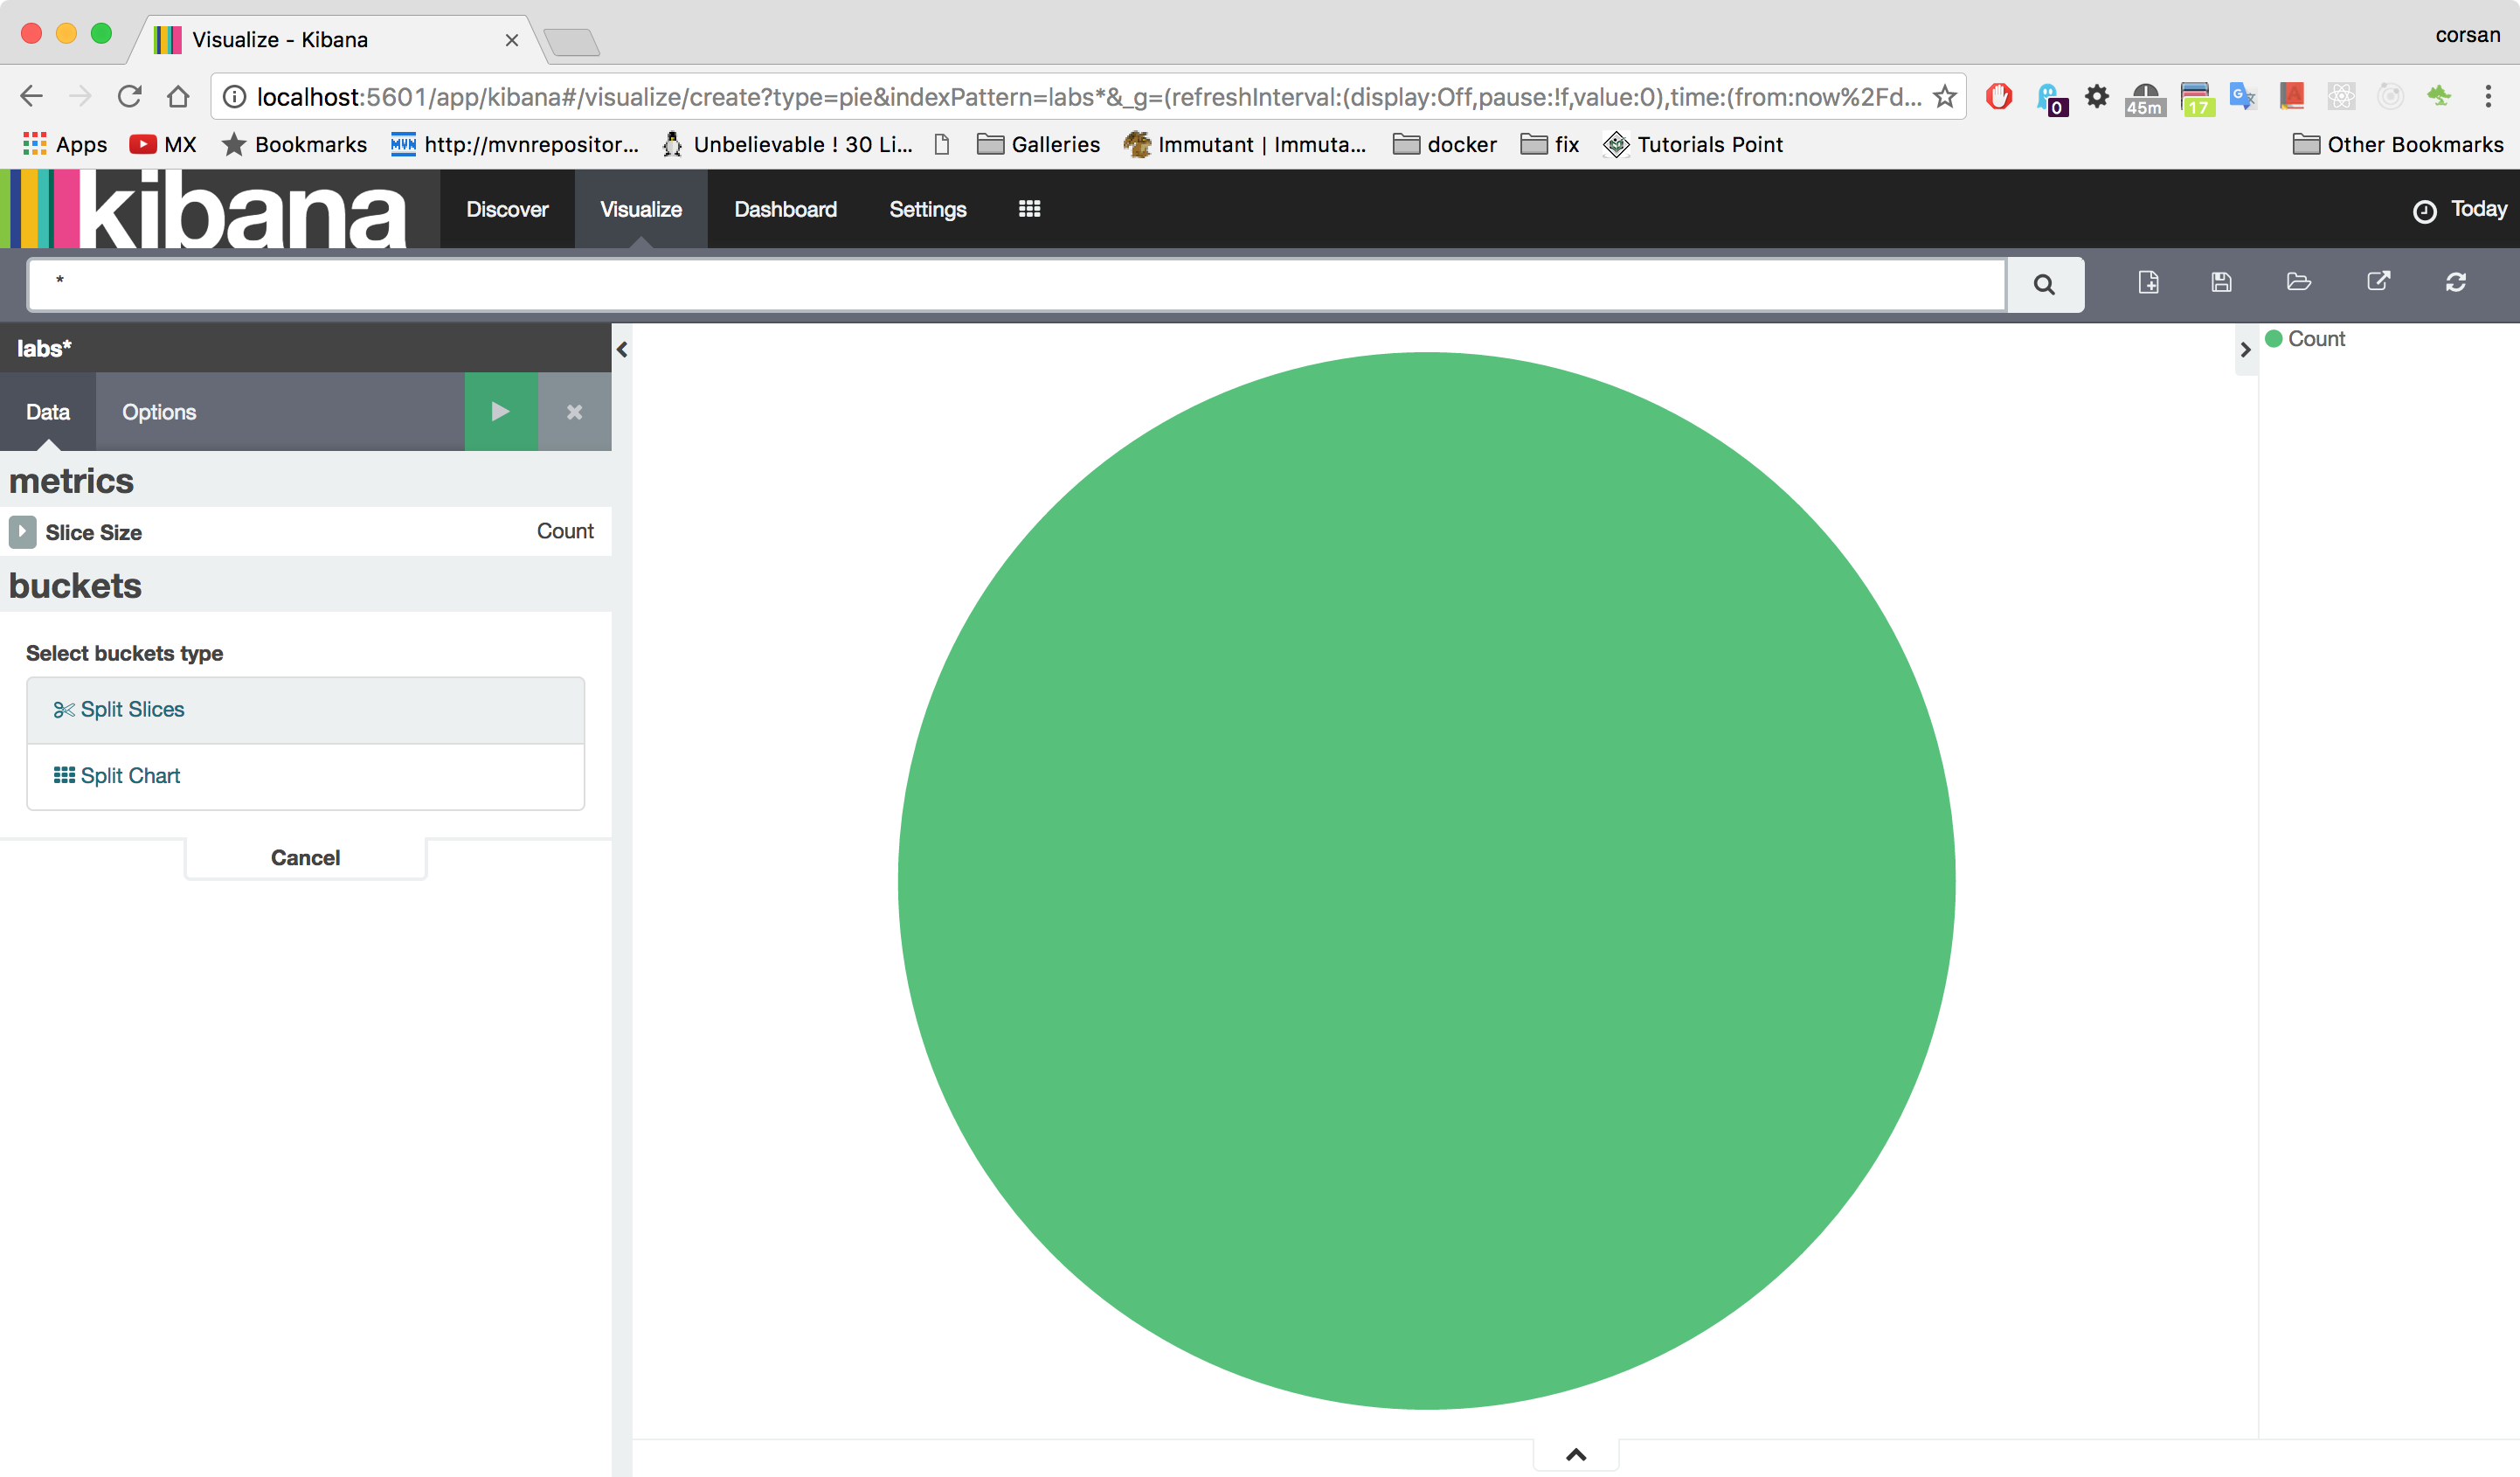 Visualize - Kibana
corsan
localhost:5601/app/kibana#/visualize/create?type=pie&indexPattern=labs*&_g=(refreshInterval:(display:Off,pause:!f,value:0),time:(from:now%2Fd...
0
45m
17
Apps
MX
Bookmarks
MVN
http://mvnrepositor...
Unbelievable ! 30 Li...
Galleries
Immutant | Immuta...
docker
fix
Tutorials Point
Other Bookmarks
kibana
Discover
Visualize
Dashboard
Settings
Today
*
labs*
Count
Data
Options
metrics
Slice Size
Count
buckets
Select buckets type
Split Slices
Split Chart
Cancel